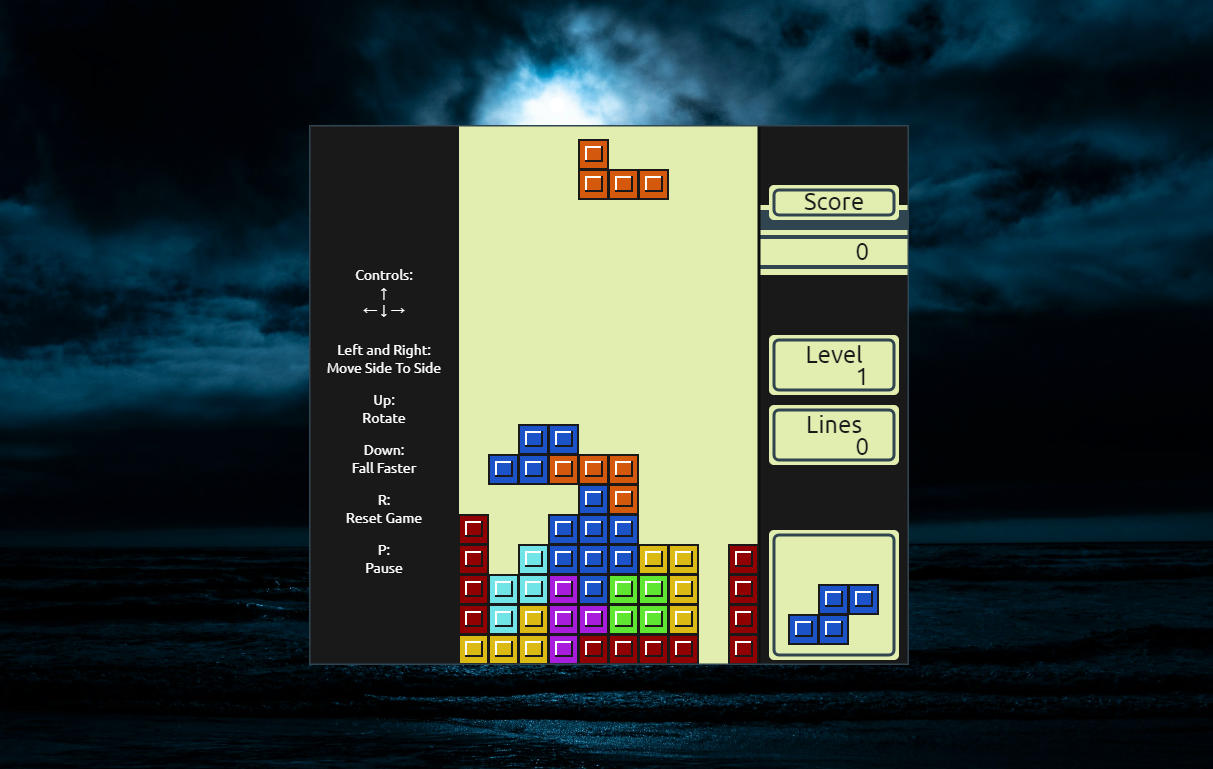 Controls:
↑
←↓→
Left and Right:
Move Side To Side
Up:
Rotate
Down:
Fall Faster
R:
Reset Game
P:
Pause
Score
0
Level
1
Lines
0